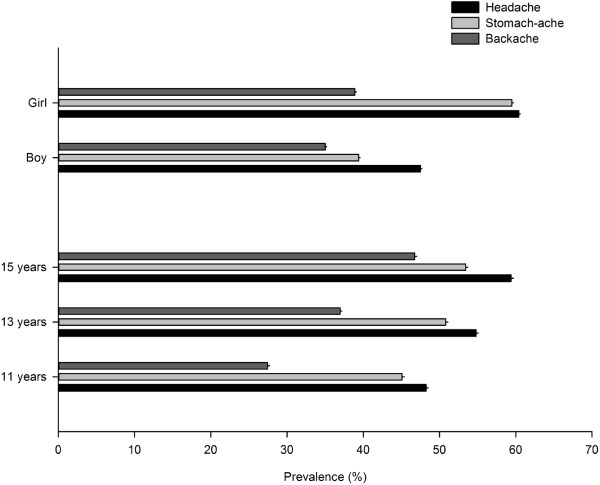 Headache
Stomach-ache
Backache
Girl
Boy
15 years
13 years
11 years
0 10 20 30 40 50 60 70
Prevalence (%)